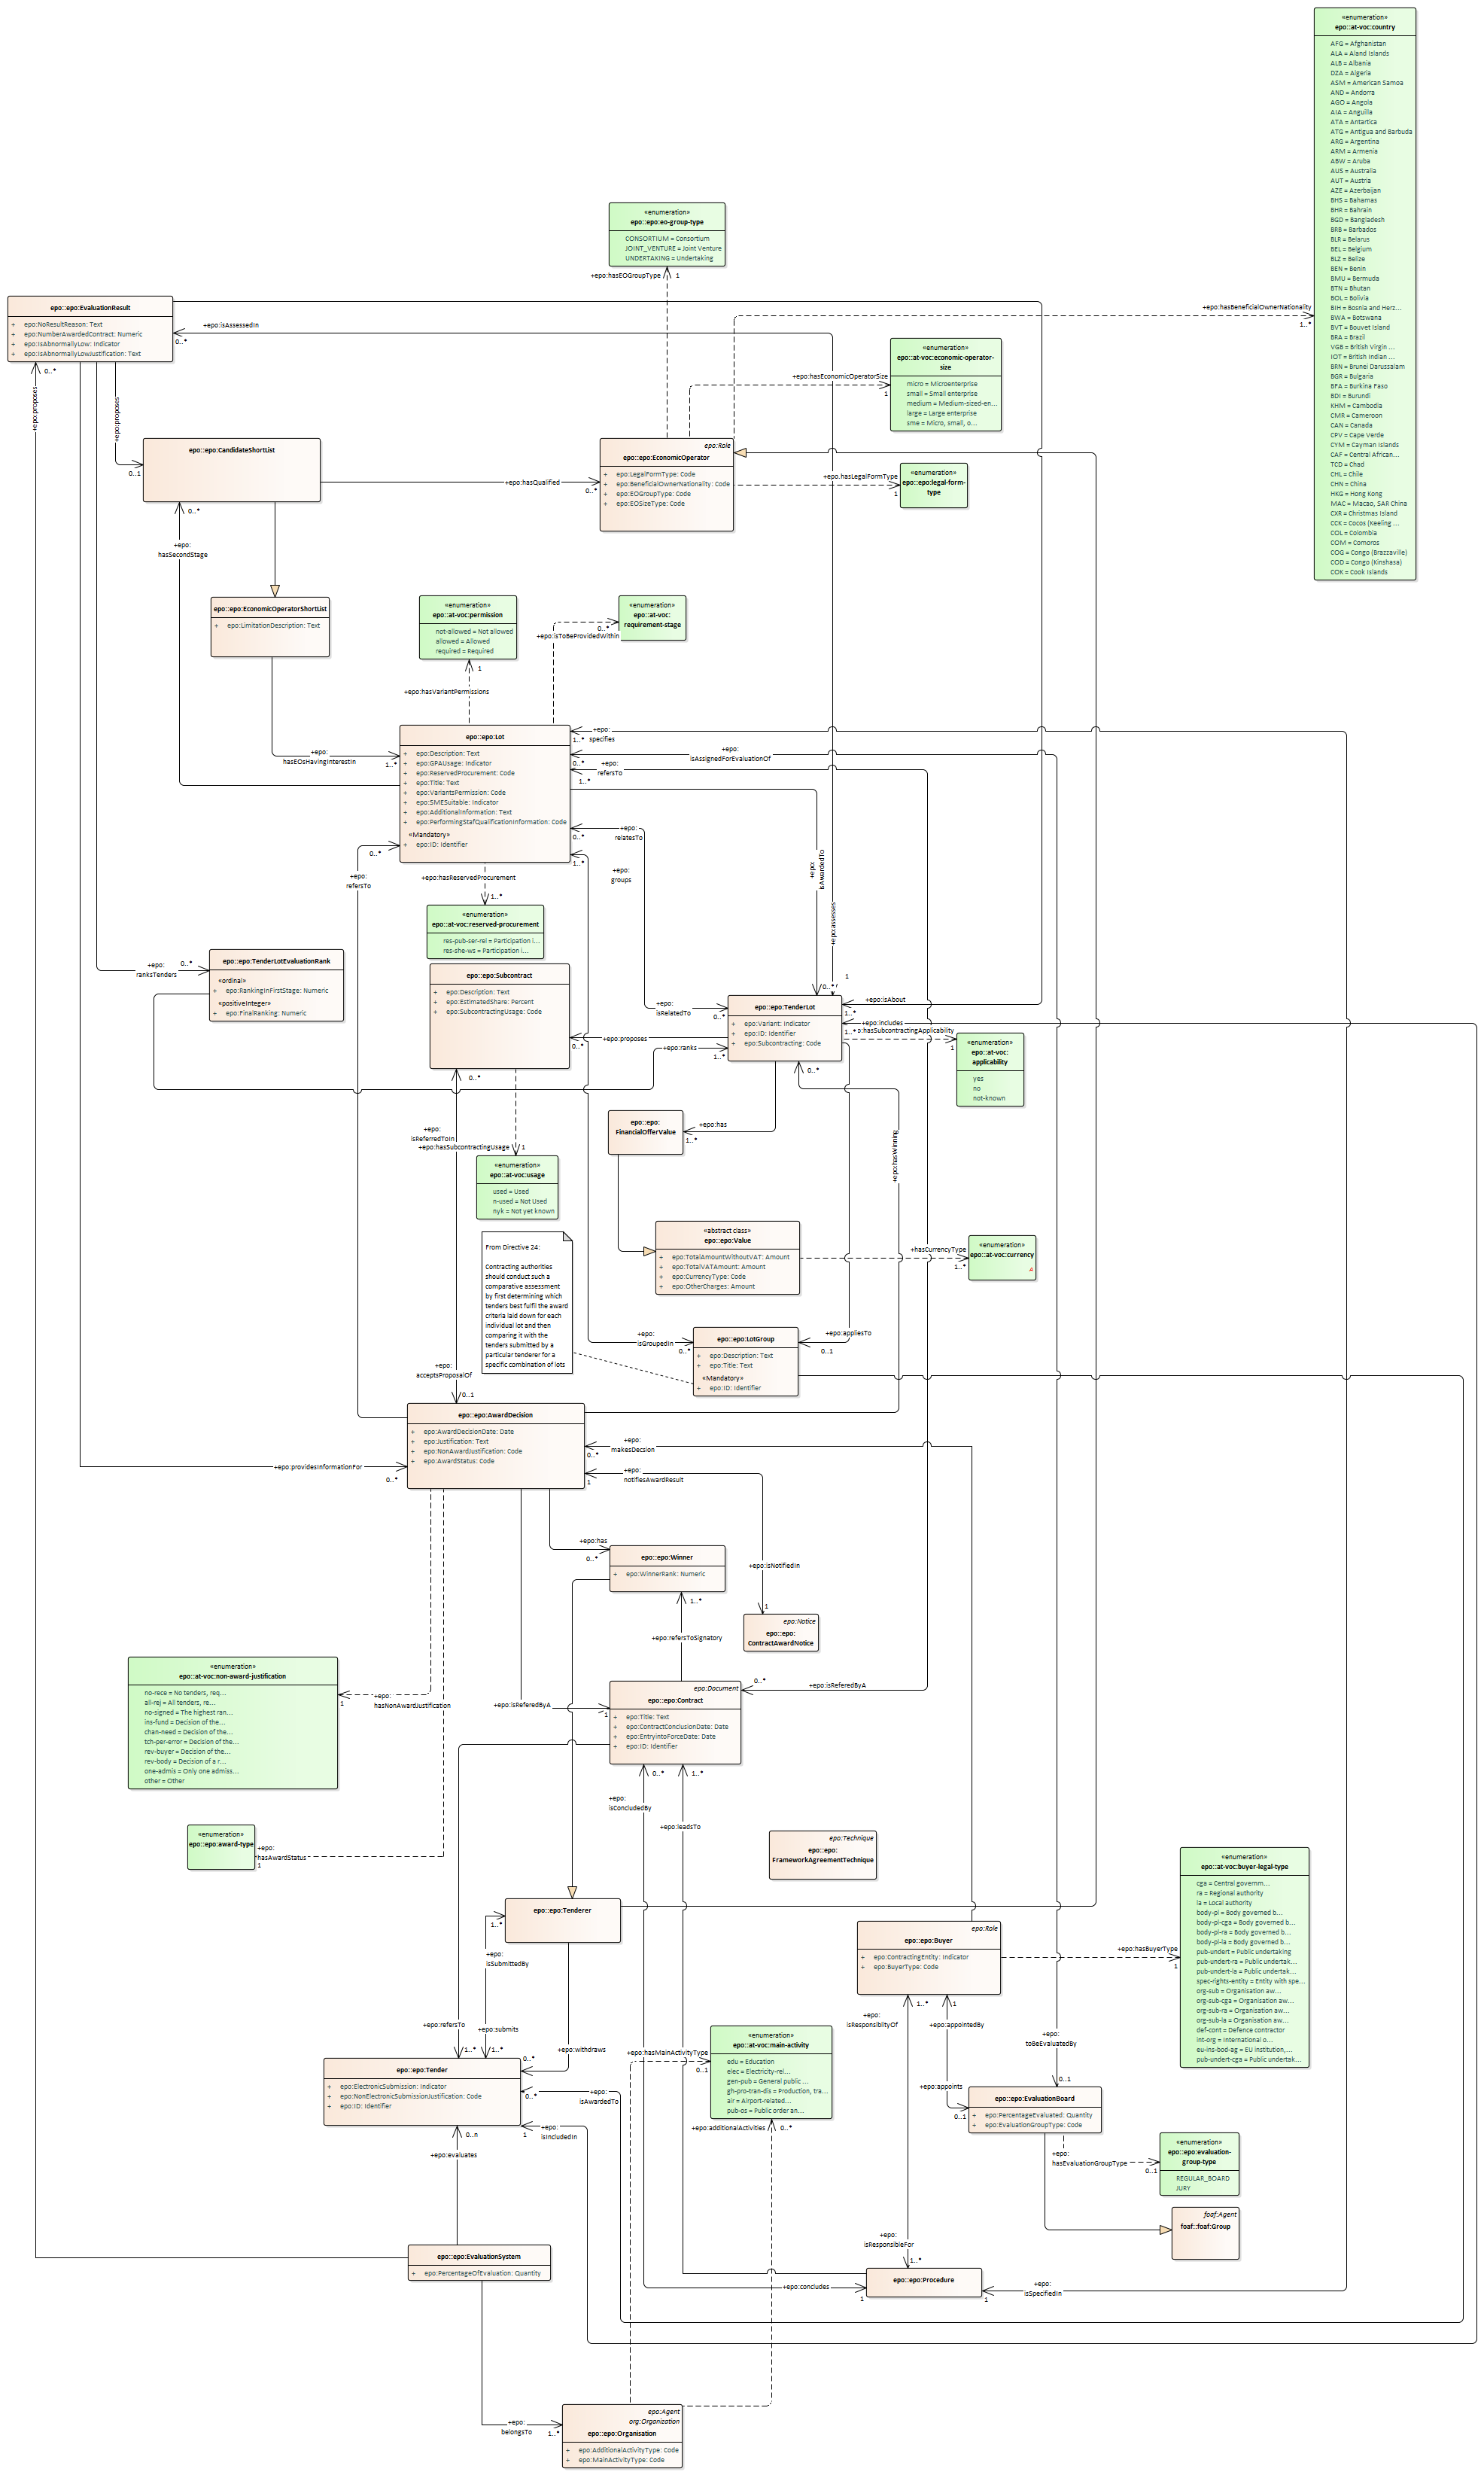 «enumeration»
epo::at-voc:country
AFG = Afghanistan
ALA = Aland Islands
ALB = Albania
DZA = Algeria
ASM = American Samoa
AND = Andorra
AGO = Angola
AIA = Anguilla
ATA = Antartica
ATG = Antigua and Barbuda
ARG = Argentina
ARM = Armenia
ABW = Aruba
AUS = Australia
AUT = Austria
AZE = Azerbaijan
BHS = Bahamas
BHR = Bahrain
BGD = Bangladesh
BRB = Barbados
BLR = Belarus
BEL = Belgium
BLZ = Belize
BEN = Benin
BMU = Bermuda
BTN = Bhutan
BOL = Bolivia
BIH = Bosnia and Herz...
BWA = Botswana
BVT = Bouvet Island
BRA = Brazil
VGB = British Virgin ...
IOT = British Indian ...
BRN = Brunei Darussalam
BGR = Bulgaria
BFA = Burkina Faso
BDI = Burundi
KHM = Cambodia
CMR = Cameroon
CAN = Canada
CPV = Cape Verde
CYM = Cayman Islands
CAF = Central African...
TCD = Chad
CHL = Chile
CHN = China
HKG = Hong Kong
MAC = Macao, SAR China
CXR = Christmas Island
CCK = Cocos (Keeling ...
COL = Colombia
COM = Comoros
COG = Congo (Brazzaville)
COD = Congo (Kinshasa)
COK = Cook Islands
«enumeration»
epo::epo:eo-group-type
CONSORTIUM = Consortium
JOINT_VENTURE = Joint Venture
UNDERTAKING = Undertaking
+epo:hasEOGroupType 1
+epo:hasBeneficialOwnerNationality
1..*
epo::epo:EvaluationResult
+ epo:NoResultReason: Text
+ epo:NumberAwardedContract: Numeric
+ epo:IsAbnormallyLow: Indicator
+ epo:IsAbnormallyLowJustification: Text
+epo:isAssessedIn
0..*
0..*
+epo:proposes
+epo:proposes
0..1
«enumeration»
epo::at-voc:economic-operator-
size
micro = Microenterprise
small = Small enterprise
medium = Medium-sized-en...
large = Large enterprise
sme = Micro, small, o...
+epo:hasEconomicOperatorSize
1
epo::epo:CandidateShortList
epo:Role
epo::epo:EconomicOperator
+ epo:LegalFormType: Code
+ epo:BeneficialOwnerNationality: Code
+ epo:EOGroupType: Code
+ epo:EOSizeType: Code
+epo:hasQualified
0..*
+epo.hasLegalFormType
1
«enumeration»
epo::epo:legal-form-
type
0..*
+epo:
hasSecondStage
epo::epo:EconomicOperatorShortList
+ epo:LimitationDescription: Text
«enumeration»
epo::at-voc:permission
not-allowed = Not allowed
allowed = Allowed
required = Required
1
+epo:hasVariantPermissions
«enumeration»
epo::at-voc:
requirement-stage
0..*
+epo:isToBeProvidedWithin
epo::epo:Lot
+ epo:Description: Text
+ epo:GPAUsage: Indicator
+ epo:ReservedProcurement: Code
+ epo:Title: Text
+ epo:VariantsPermission: Code
+ epo:SMESuitable: Indicator
+ epo:AdditionalInformation: Text
+ epo:PerformingStafQualificationInformation: Code
«Mandatory»
+ epo:ID: Identifier
+epo:
hasEOsHavingInterestIn
1..*
+epo:
1..* specifies
+epo:
isAssignedForEvaluationOf
0..*
+epo:
refersTo
1..*
+epo:
relatesTo
0..*
1..*
+epo:
groups
0..*
+epo:
refersTo
+epo:hasReservedProcurement
1..*
+epo:
isAwardedTo
+epo:assesses
«enumeration»
epo::at-voc:reserved-procurement
res-pub-ser-rel = Participation i...
res-she-ws = Participation i...
epo::epo:TenderLotEvaluationRank
«ordinal»
+ epo:RankingInFirstStage: Numeric
«positiveInteger»
+ epo:FinalRanking: Numeric
+epo:
ranksTenders
0..*
epo::epo:Subcontract
+ epo:Description: Text
+ epo:EstimatedShare: Percent
+ epo:SubcontractingUsage: Code
+epo:
isRelatedTo
0..*
0..*
1
epo::epo:TenderLot
+ epo:Variant: Indicator
+ epo:ID: Identifier
+ epo:Subcontracting: Code
+epo:isAbout
1..*
+epo:includes
1..*
o:hasSubcontractingApplicability
1
+epo:proposes
0..*
+epo:ranks
1..*
0..*
«enumeration»
epo::at-voc:
applicability
yes
no
not-known
0..*
+epo:
isReferredToIn
+epo:hasSubcontractingUsage
1
«enumeration»
epo::at-voc:usage
used = Used
n-used = Not Used
nyk = Not yet known
epo::epo:
FinancialOfferValue
+epo:has
1..*
+epo:hasWinning
«abstract class»
epo::epo:Value
+ epo:TotalAmountWithoutVAT: Amount
+ epo:TotalVATAmount: Amount
+ epo:CurrencyType: Code
+ epo:OtherCharges: Amount
+hasCurrencyType
1..*
«enumeration»
epo::at-voc:currency
From Directive 24:
Contracting authorities
should conduct such a
comparative assessment
by first determining which
tenders best fulfil the award
criteria laid down for each
individual lot and then
comparing it with the
tenders submitted by a
particular tenderer for a
specific combination of lots
+epo:
isGroupedIn
0..*
epo::epo:LotGroup
+ epo:Description: Text
+ epo:Title: Text
«Mandatory»
+ epo:ID: Identifier
+epo:appliesTo
0..1
+epo:
acceptsProposalOf
0..1
epo::epo:AwardDecision
+ epo:AwardDecisionDate: Date
+ epo:Justification: Text
+ epo:NonAwardJustification: Code
+ epo:AwardStatus: Code
+epo:providesInformationFor
0..*
+epo:
makesDecsion
0..*
+epo:
notifiesAwardResult
1
+epo:has
0..*
epo::epo:Winner
+ epo:WinnerRank: Numeric
+epo:isNotifiedIn
1
epo:Notice
epo::epo:
ContractAwardNotice
1..*
+epo:refersToSignatory
«enumeration»
epo::at-voc:non-award-justification
no-rece = No tenders, req...
all-rej = All tenders, re...
no-signed = The highest ran...
ins-fund = Decision of the...
chan-need = Decision of the...
tch-per-error = Decision of the...
rev-buyer = Decision of the...
rev-body = Decision of a r...
one-admis = Only one admiss...
other = Other
+epo:
hasNonAwardJustification
1
+epo:isReferedByA
1
epo:Document
epo::epo:Contract
+ epo:Title: Text
+ epo:ContractConclusionDate: Date
+ epo:EntryIntoForceDate: Date
+ epo:ID: Identifier
0..*
+epo:isReferedByA
0..*
1..*
+epo:
isConcludedBy
+epo:leadsTo
«enumeration»
epo::epo:award-type
+epo:
hasAwardStatus
1
epo:Technique
epo::epo:
FrameworkAgreementTechnique
«enumeration»
epo::at-voc:buyer-legal-type
cga = Central governm...
ra = Regional authority
la = Local authority
body-pl = Body governed b...
body-pl-cga = Body governed b...
body-pl-ra = Body governed b...
body-pl-la = Body governed b...
pub-undert = Public undertaking
pub-undert-ra = Public undertak...
pub-undert-la = Public undertak...
spec-rights-entity = Entity with spe...
org-sub = Organisation aw...
org-sub-cga = Organisation aw...
org-sub-ra = Organisation aw...
org-sub-la = Organisation aw...
def-cont = Defence contractor
int-org = International o...
eu-ins-bod-ag = EU institution,...
pub-undert-cga = Public undertak...
epo::epo:Tenderer
1..*
+epo:
isSubmittedBy
epo:Role
epo::epo:Buyer
+ epo:ContractingEntity: Indicator
+ epo:BuyerType: Code
+epo:hasBuyerType
1
1..*
+epo:
isResponsiblityOf
1
+epo:appointedBy
+epo:refersTo
1..*
+epo:submits
1..*
+epo:withdraws
0..*
epo::epo:Tender
+ epo:ElectronicSubmission: Indicator
+ epo:NonElectronicSubmissionJustification: Code
+ epo:ID: Identifier
+epo:
isAwardedTo
0..*
+epo:
isIncludedIn
1
+epo:hasMainActivityType
0..1
«enumeration»
epo::at-voc:main-activity
edu = Education
elec = Electricity-rel...
gen-pub = General public ...
gh-pro-tran-dis = Production, tra...
air = Airport-related...
pub-os = Public order an...
+epo:additionalActivities
0..*
+epo:
toBeEvaluatedBy
0..1
+epo:appoints
0..1
epo::epo:EvaluationBoard
+ epo:PercentageEvaluated: Quantity
+ epo:EvaluationGroupType: Code
+epo:
hasEvaluationGroupType
0..1
«enumeration»
epo::epo:evaluation-
group-type
REGULAR_BOARD
JURY
foaf:Agent
foaf::foaf:Group
0..n
+epo:evaluates
epo::epo:EvaluationSystem
+ epo:PercentageOfEvaluation: Quantity
+epo:
isResponsibleFor
1..*
epo::epo:Procedure
+epo:concludes
1
+epo:
isSpecifiedIn
1
+epo:
belongsTo
1..*
epo:Agent
org:Organization
epo::epo:Organisation
+ epo:AdditionalActivityType: Code
+ epo:MainActivityType: Code